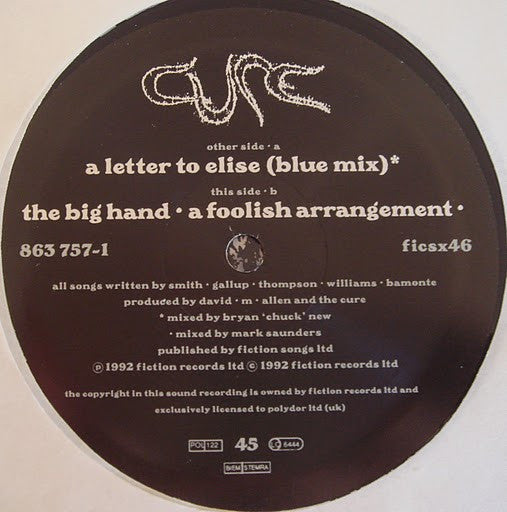 CURE
other side · a
a letter to elise (blue mix)*
this side · b
the big hand · a foolish arrangement ·
863 757-1
ficsx46
all songs written by smith · gallup · thompson · williams · bamonte
produced by david · m · allen and the cure
* mixed by bryan 'chuck' new
· mixed by mark saunders
published by fiction songs ltd
℗ 1992 fiction records ltd © 1992 fiction records ltd
the copyright in this sound recording is owned by fiction records ltd and
exclusively licensed to polydor ltd (uk)
POL 122
45
LC 6444
BIEM STEMRA